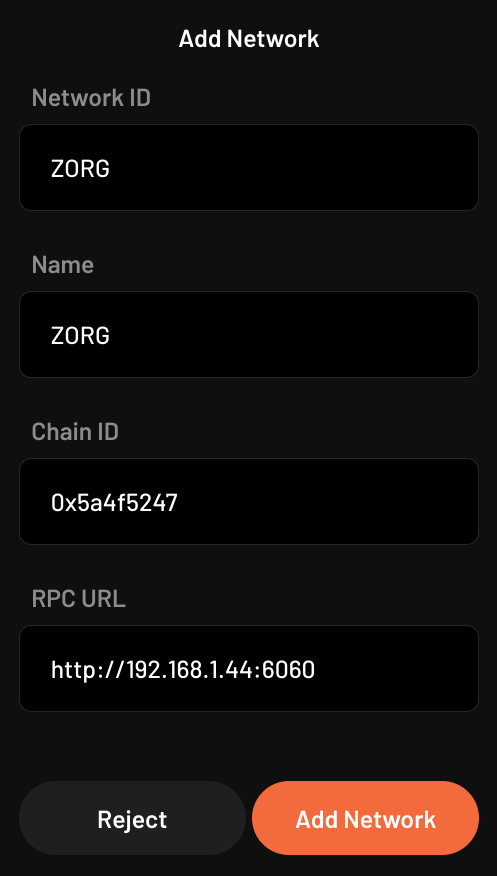 Add Network
Network ID
ZORG
Name
ZORG
Chain ID
0x5a4f5247
RPC URL
http://192.168.1.44:6060
Reject
Add Network